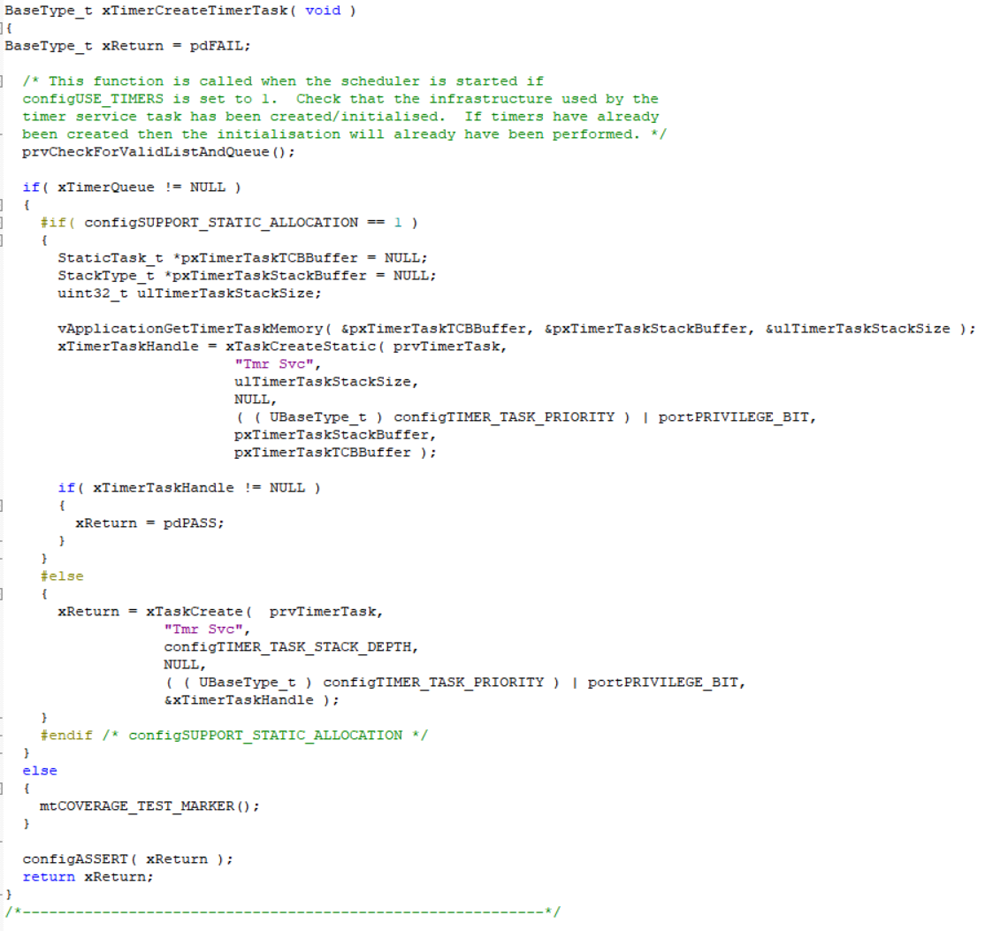 BaseType_t xTimerCreateTimerTask( void )
{
BaseType_t xReturn = pdFAIL;
/* This function is called when the scheduler is started if
configUSE_TIMERS is set to 1.  Check that the infrastructure used by the
timer service task has been created/initialised.  If timers have already
been created then the initialisation will already have been performed. */
prvCheckForValidListAndQueue();
if( xTimerQueue != NULL )
{
#if( configSUPPORT_STATIC_ALLOCATION == 1 )
{
StaticTask_t *pxTimerTaskTCBBuffer = NULL;
StackType_t *pxTimerTaskStackBuffer = NULL;
uint32_t ulTimerTaskStackSize;
vApplicationGetTimerTaskMemory( &pxTimerTaskTCBBuffer, &pxTimerTaskStackBuffer, &ulTimerTaskStackSize );
xTimerTaskHandle = xTaskCreateStatic( prvTimerTask,
"Tmr Svc",
ulTimerTaskStackSize,
NULL,
( ( UBaseType_t ) configTIMER_TASK_PRIORITY ) | portPRIVILEGE_BIT,
pxTimerTaskStackBuffer,
pxTimerTaskTCBBuffer );
if( xTimerTaskHandle != NULL )
{
xReturn = pdPASS;
}
}
#else
{
xReturn = xTaskCreate(  prvTimerTask,
"Tmr Svc",
configTIMER_TASK_STACK_DEPTH,
NULL,
( ( UBaseType_t ) configTIMER_TASK_PRIORITY ) | portPRIVILEGE_BIT,
&xTimerTaskHandle );
}
#endif /* configSUPPORT_STATIC_ALLOCATION */
}
else
{
mtCOVERAGE_TEST_MARKER();
}
configASSERT( xReturn );
return xReturn;
}
/*-----------------------------------------------------------*/